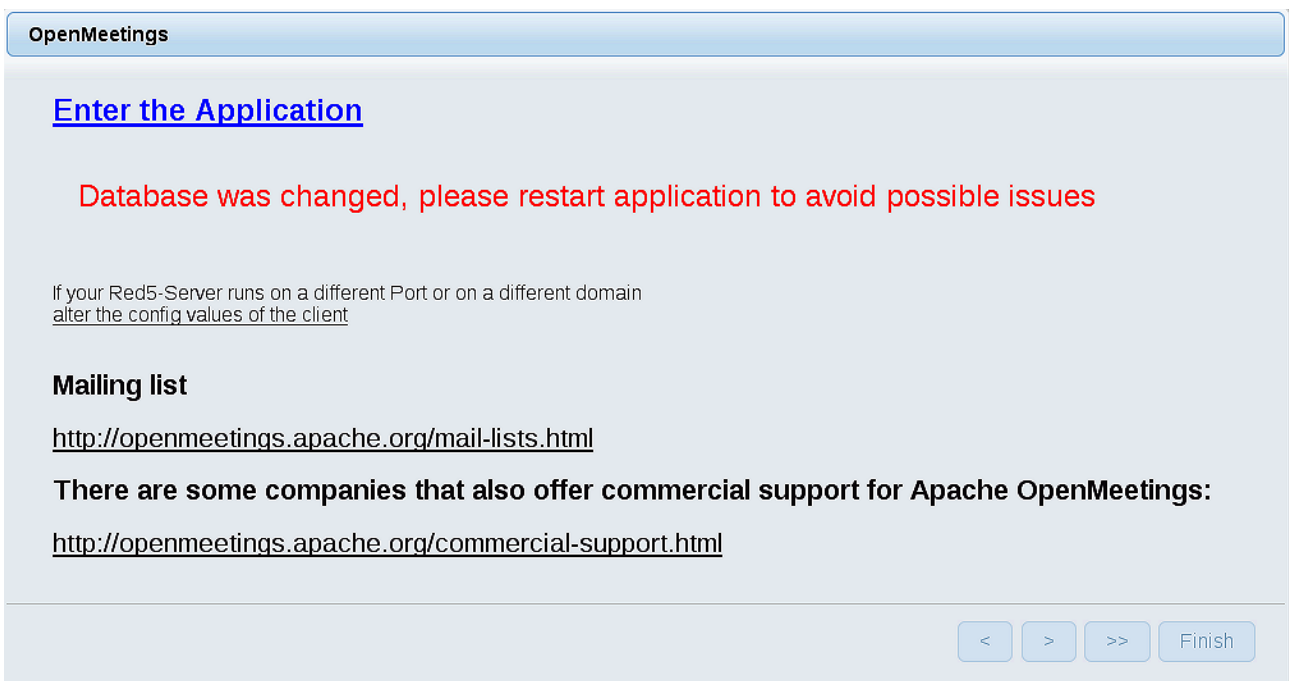 OpenMeetings
Enter the Application
Database was changed, please restart application to avoid possible issues
If your Red5-Server runs on a different Port or on a different domain
alter the config values of the client
Mailing list
http://openmeetings.apache.org/mail-lists.html
There are some companies that also offer commercial support for Apache OpenMeetings:
http://openmeetings.apache.org/commercial-support.html
< > >> Finish